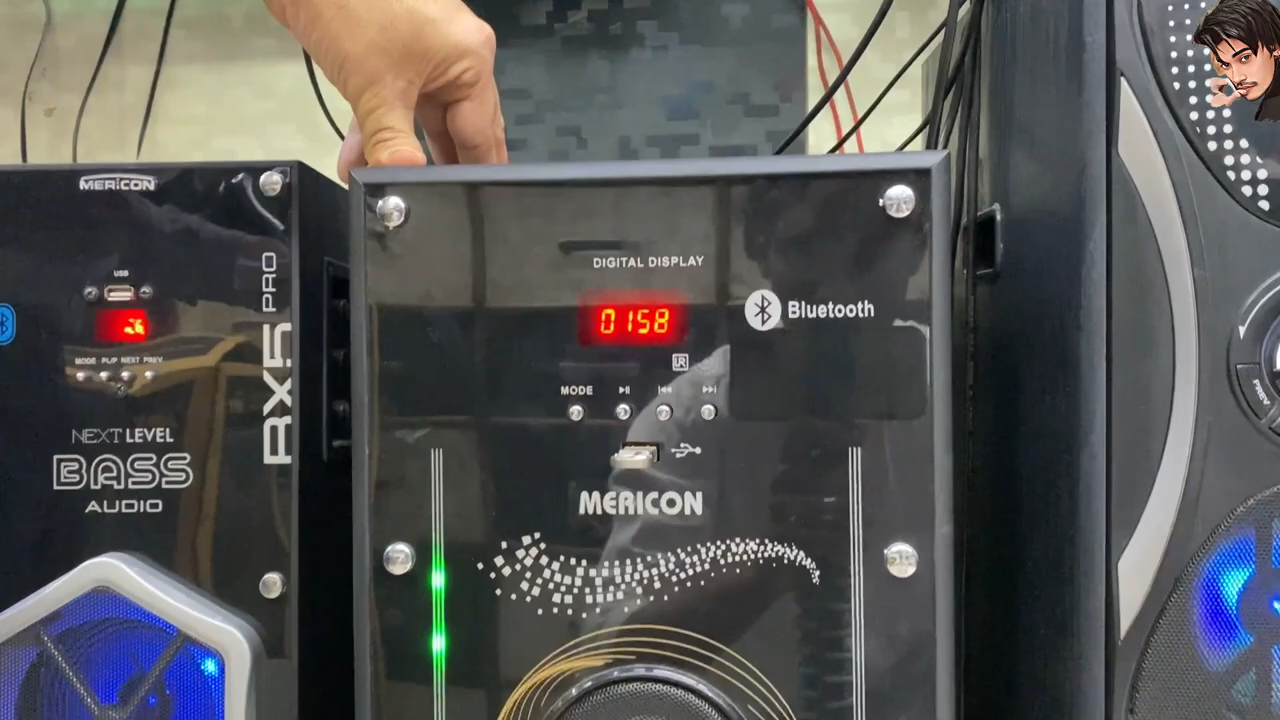 MERICON
USB
MODE PL/P NEXT PREV
RX5 PRO
NEXT LEVEL
BASS
AUDIO
DIGITAL DISPLAY
0158
Bluetooth
IR
MODE
MERICON
PREV